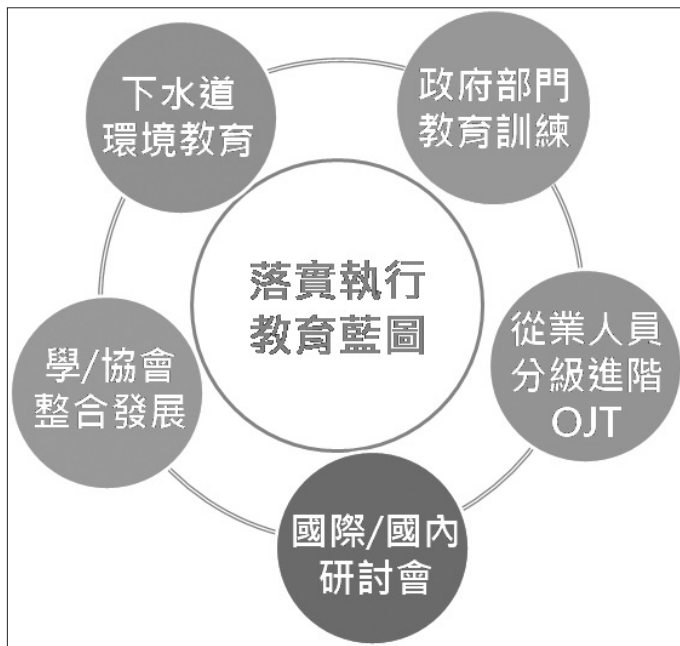 下水道
環境教育
政府部門
教育訓練
落實執行
教育藍圖
從業人員
分級進階
OJT
學/協會
整合發展
國際/國內
研討會